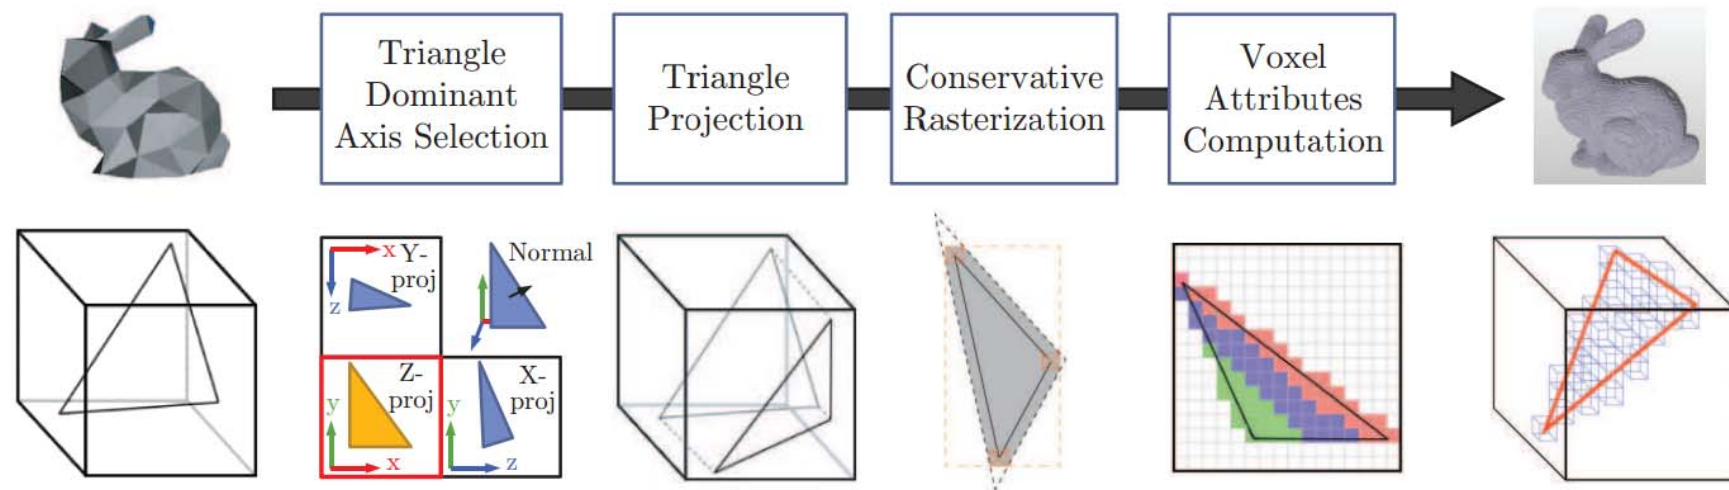 Triangle
Dominant
Axis Selection
Triangle
Projection
Conservative
Rasterization
Voxel
Attributes
Computation
x
Y-
proj
z
Normal
Z-
proj
y
x
X-
proj
y
z